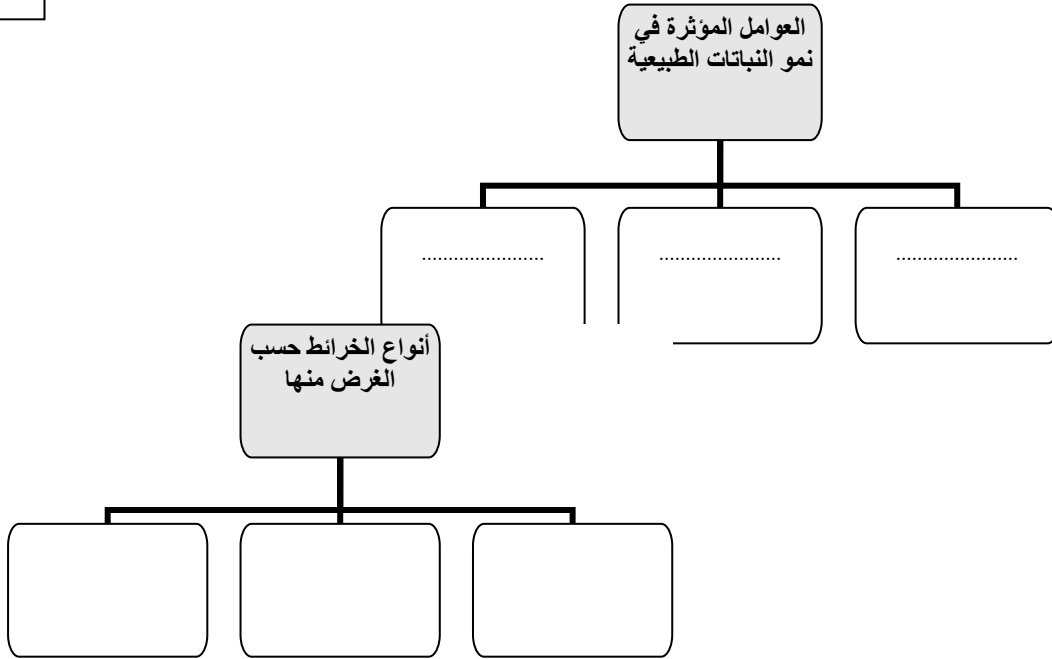 العوامل المؤثرة في
نمو النباتات الطبيعية
........................
........................
........................
أنواع الخرائط حسب
الغرض منها